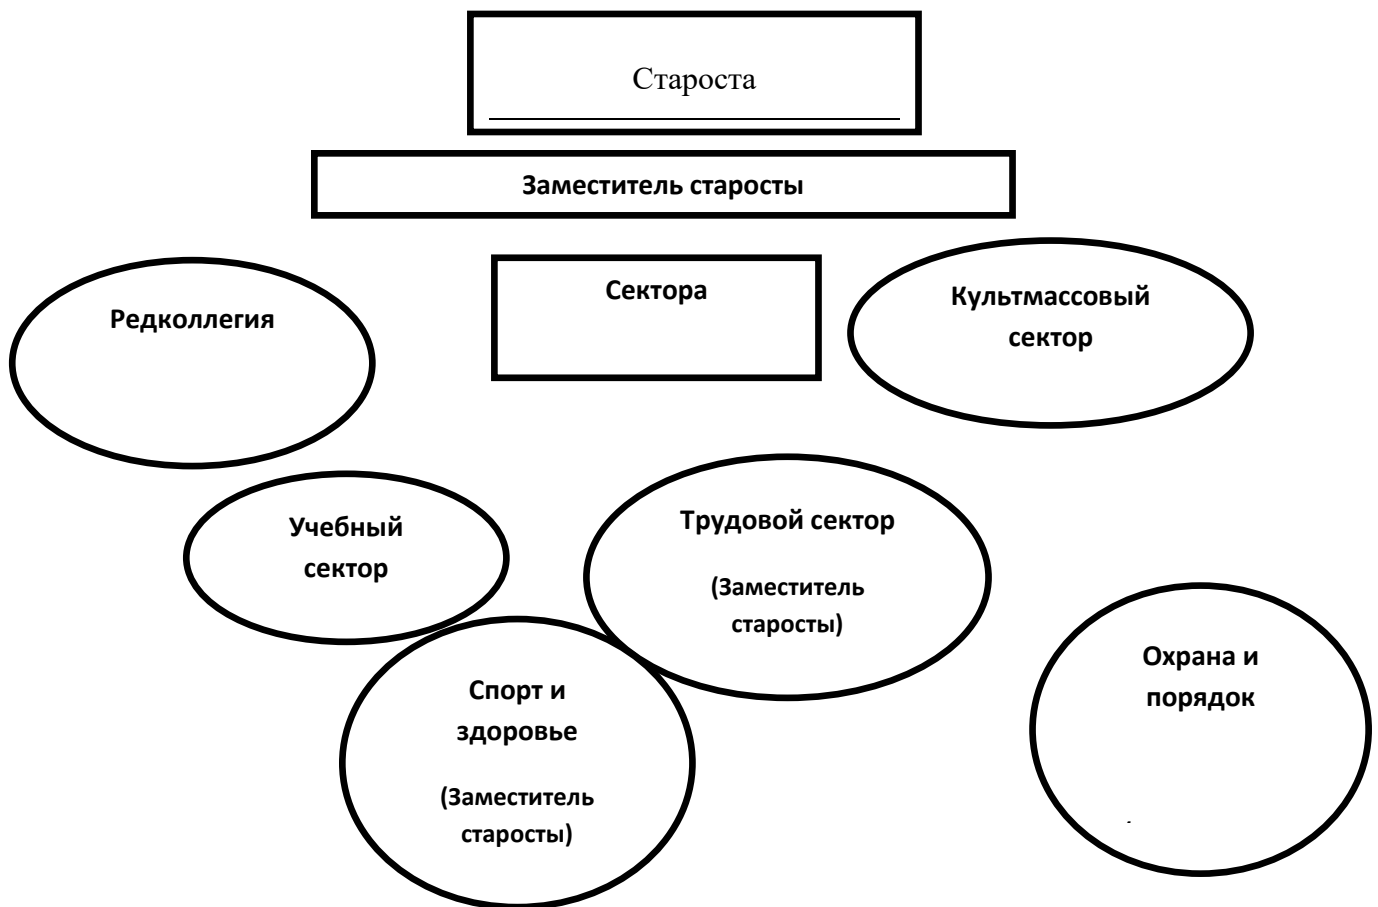 Староста
Заместитель старосты
Сектора
Редколлегия
Культмассовый
сектор
Учебный
сектор
Трудовой сектор
(Заместитель
старосты)
Спорт и
здоровье
(Заместитель
старосты)
Охрана и
порядок